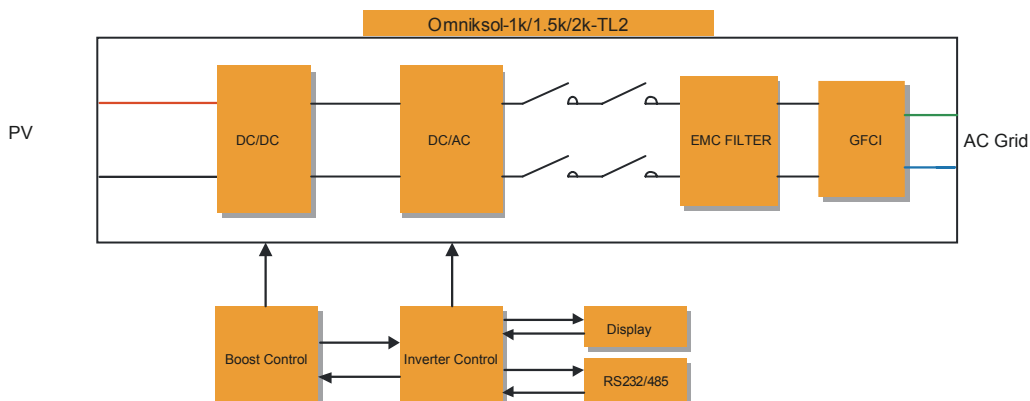 Omniksol-1k/1.5k/2k-TL2
PV
DC/DC
DC/AC
EMC FILTER
GFCI
AC Grid
Boost Control
Inverter Control
Display
RS232/485